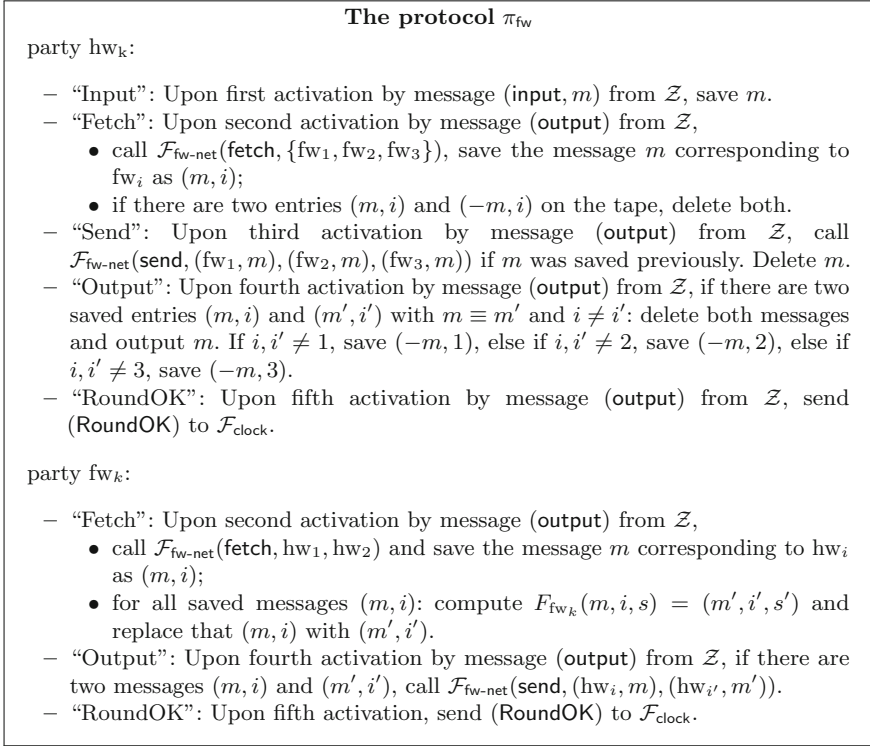 The protocol π_fw
party hw_k:
– “Input”: Upon first activation by message (input, m) from 𝒵, save m.
– “Fetch”: Upon second activation by message (output) from 𝒵,
• call ℱ_fw-net(fetch, {fw_1, fw_2, fw_3}), save the message m corresponding to
fw_i as (m, i);
• if there are two entries (m, i) and (−m, i) on the tape, delete both.
– “Send”: Upon third activation by message (output) from 𝒵, call
ℱ_fw-net(send, (fw_1, m), (fw_2, m), (fw_3, m)) if m was saved previously. Delete m.
– “Output”: Upon fourth activation by message (output) from 𝒵, if there are two
saved entries (m, i) and (m′, i′) with m ≡ m′ and i ≠ i′: delete both messages
and output m. If i, i′ ≠ 1, save (−m, 1), else if i, i′ ≠ 2, save (−m, 2), else if
i, i′ ≠ 3, save (−m, 3).
– “RoundOK”: Upon fifth activation by message (output) from 𝒵, send
(RoundOK) to ℱ_clock.
party fw_k:
– “Fetch”: Upon second activation by message (output) from 𝒵,
• call ℱ_fw-net(fetch, hw_1, hw_2) and save the message m corresponding to hw_i
as (m, i);
• for all saved messages (m, i): compute F_fw_k(m, i, s) = (m′, i′, s′) and
replace that (m, i) with (m′, i′).
– “Output”: Upon fourth activation by message (output) from 𝒵, if there are
two messages (m, i) and (m′, i′), call ℱ_fw-net(send, (hw_i, m), (hw_i′, m′)).
– “RoundOK”: Upon fifth activation, send (RoundOK) to ℱ_clock.